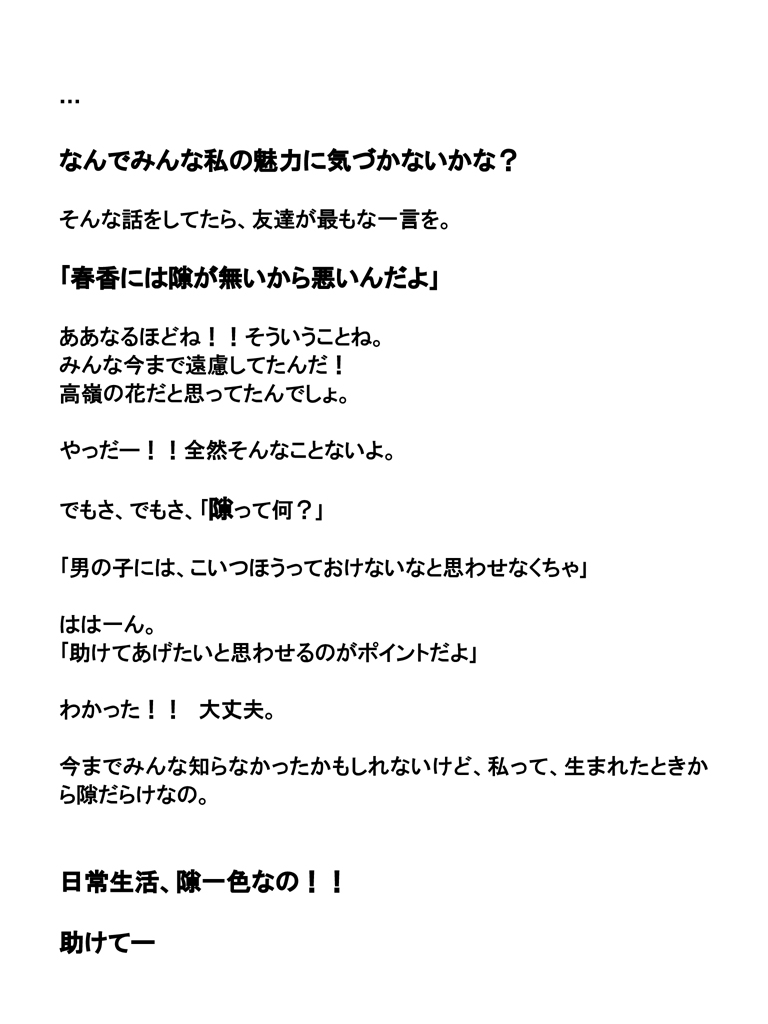 …
なんでみんな私の魅力に気づかないかな？
そんな話をしてたら、友達が最もな一言を。
「春香には隙が無いから悪いんだよ」
ああなるほどね！！そういうことね。
みんな今まで遠慮してたんだ！
高嶺の花だと思ってたんでしょ。
やっだー！！全然そんなことないよ。
でもさ、でもさ、「隙って何？」
「男の子には、こいつほうっておけないなと思わせなくちゃ」
ははーん。
「助けてあげたいと思わせるのがポイントだよ」
わかった！！　大丈夫。
今までみんな知らなかったかもしれないけど、私って、生まれたときか
ら隙だらけなの。
日常生活、隙一色なの！！
助けてー